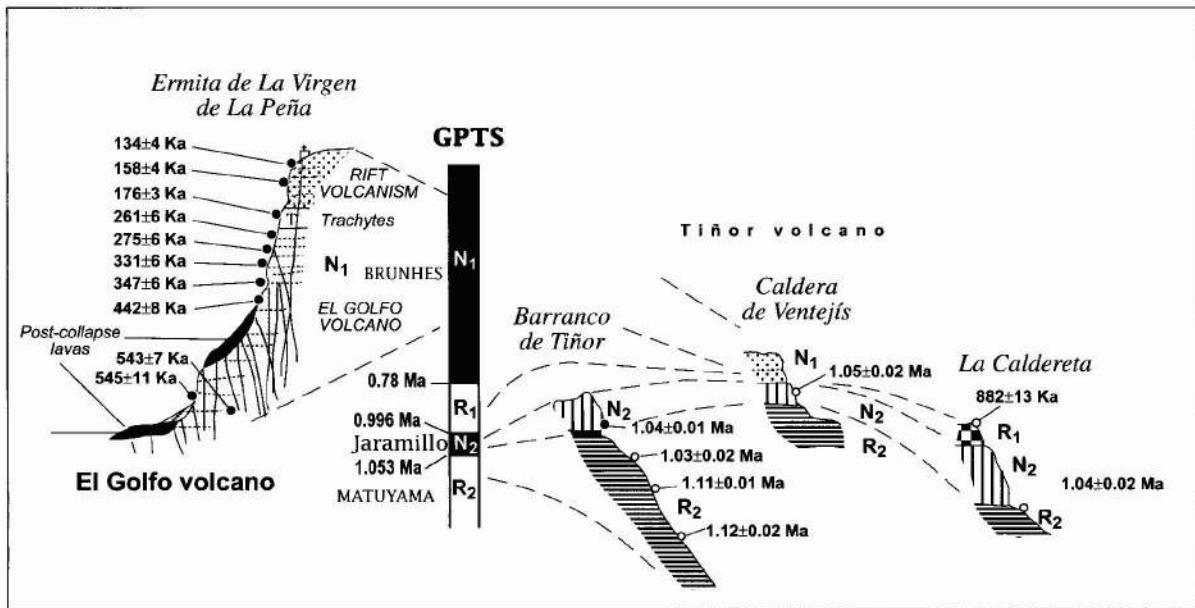 Ermita de La Virgen
de La Peña
134±4 Ka
158±4 Ka
176±3 Ka
261±6 Ka
275±6 Ka
331±6 Ka
347±6 Ka
442±8 Ka
RIFT
VOLCANISM
T
Trachytes
N1
BRUNHES
EL GOLFO
VOLCANO
Post-collapse
lavas
543±7 Ka
545±11 Ka
El Golfo volcano
GPTS
N1
0.78 Ma
R1
0.996 Ma
Jaramillo
N2
1.053 Ma
MATUYAMA
R2
Tiñor volcano
Barranco
de Tiñor
N2
1.04±0.01 Ma
1.03±0.02 Ma
1.11±0.01 Ma
R2
1.12±0.02 Ma
Caldera
de Ventejís
N1
1.05±0.02 Ma
N2
R2
La Caldereta
882±13 Ka
R1
N2
1.04±0.02 Ma
R2